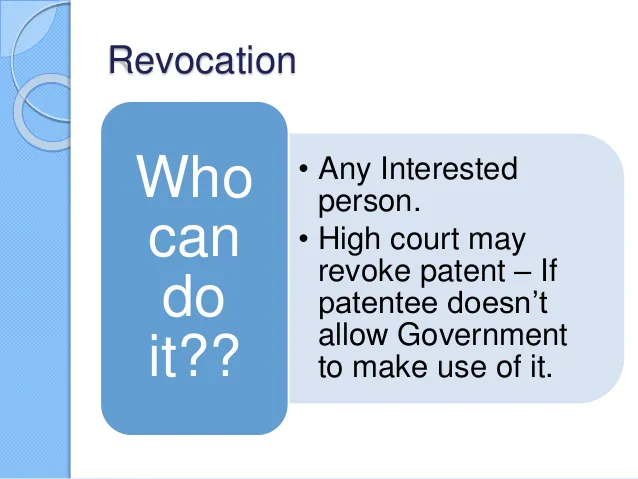 Revocation
Who
can
do
it??
• Any Interested
person.
• High court may
revoke patent – If
patentee doesn’t
allow Government
to make use of it.